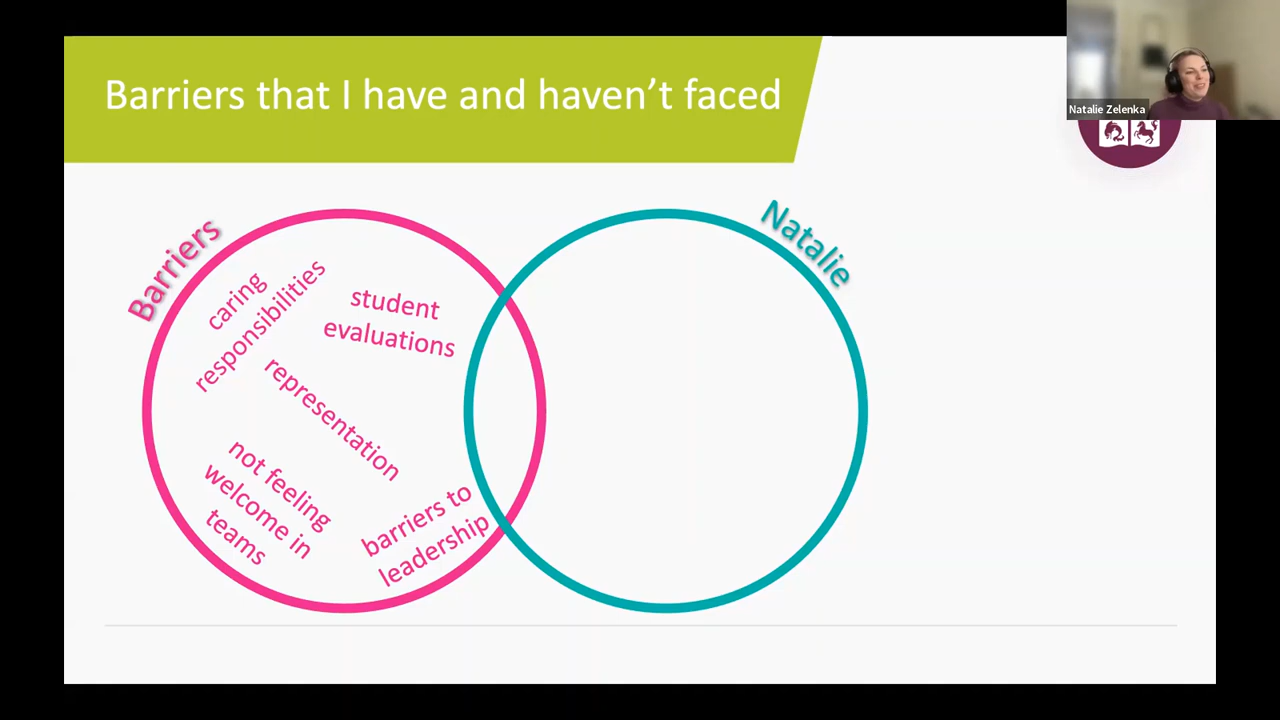 Barriers that I have and haven't faced
Natalie Zelenka
Barriers
Natalie
caring
responsibilities
student
evaluations
representation
not feeling
welcome in
teams
barriers to
leadership